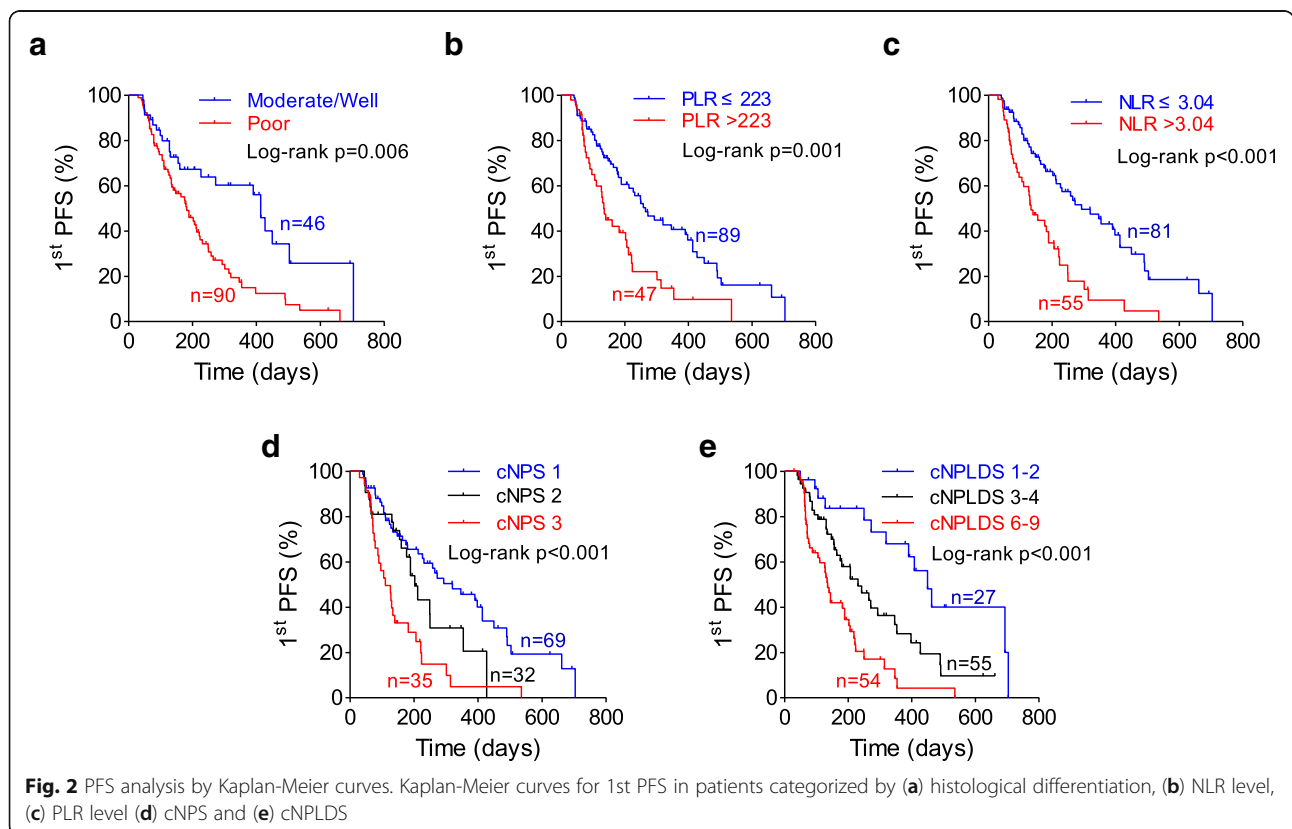 a
Moderate/Well
Poor
Log-rank p=0.006
n=46
n=90
1st PFS (%)
100
80
60
40
20
0
0 200 400 600 800
Time (days)
b
PLR ≤ 223
PLR >223
Log-rank p=0.001
n=89
n=47
1st PFS (%)
100
80
60
40
20
0
0 200 400 600 800
Time (days)
c
NLR ≤ 3.04
NLR >3.04
Log-rank p<0.001
n=81
n=55
1st PFS (%)
100
80
60
40
20
0
0 200 400 600 800
Time (days)
d
cNPS 1
cNPS 2
cNPS 3
Log-rank p<0.001
n=69
n=35
n=32
1st PFS (%)
100
80
60
40
20
0
0 200 400 600 800
Time (days)
e
cNPLDS 1-2
cNPLDS 3-4
cNPLDS 6-9
Log-rank p<0.001
n=27
n=55
n=54
1st PFS (%)
100
80
60
40
20
0
0 200 400 600 800
Time (days)
Fig. 2 PFS analysis by Kaplan-Meier curves. Kaplan-Meier curves for 1st PFS in patients categorized by (a) histological differentiation, (b) NLR level,
(c) PLR level (d) cNPS and (e) cNPLDS